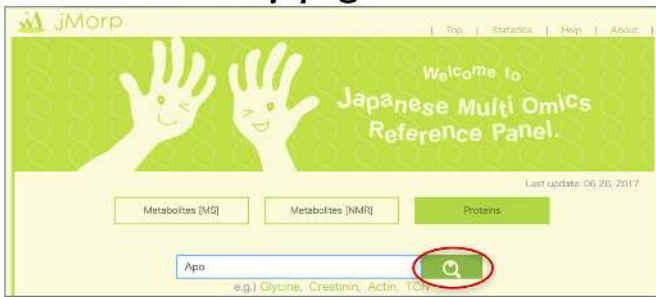 jMorp
| Top | Statistics | Help | About |
Welcome to
Japanese Multi Omics
Reference Panel.
Last update: 06 26, 2017
Metabolites [MS]
Metabolites [NMR]
Proteins
Apo
e.g.) Glycine, Creatinin, Actin, TCN